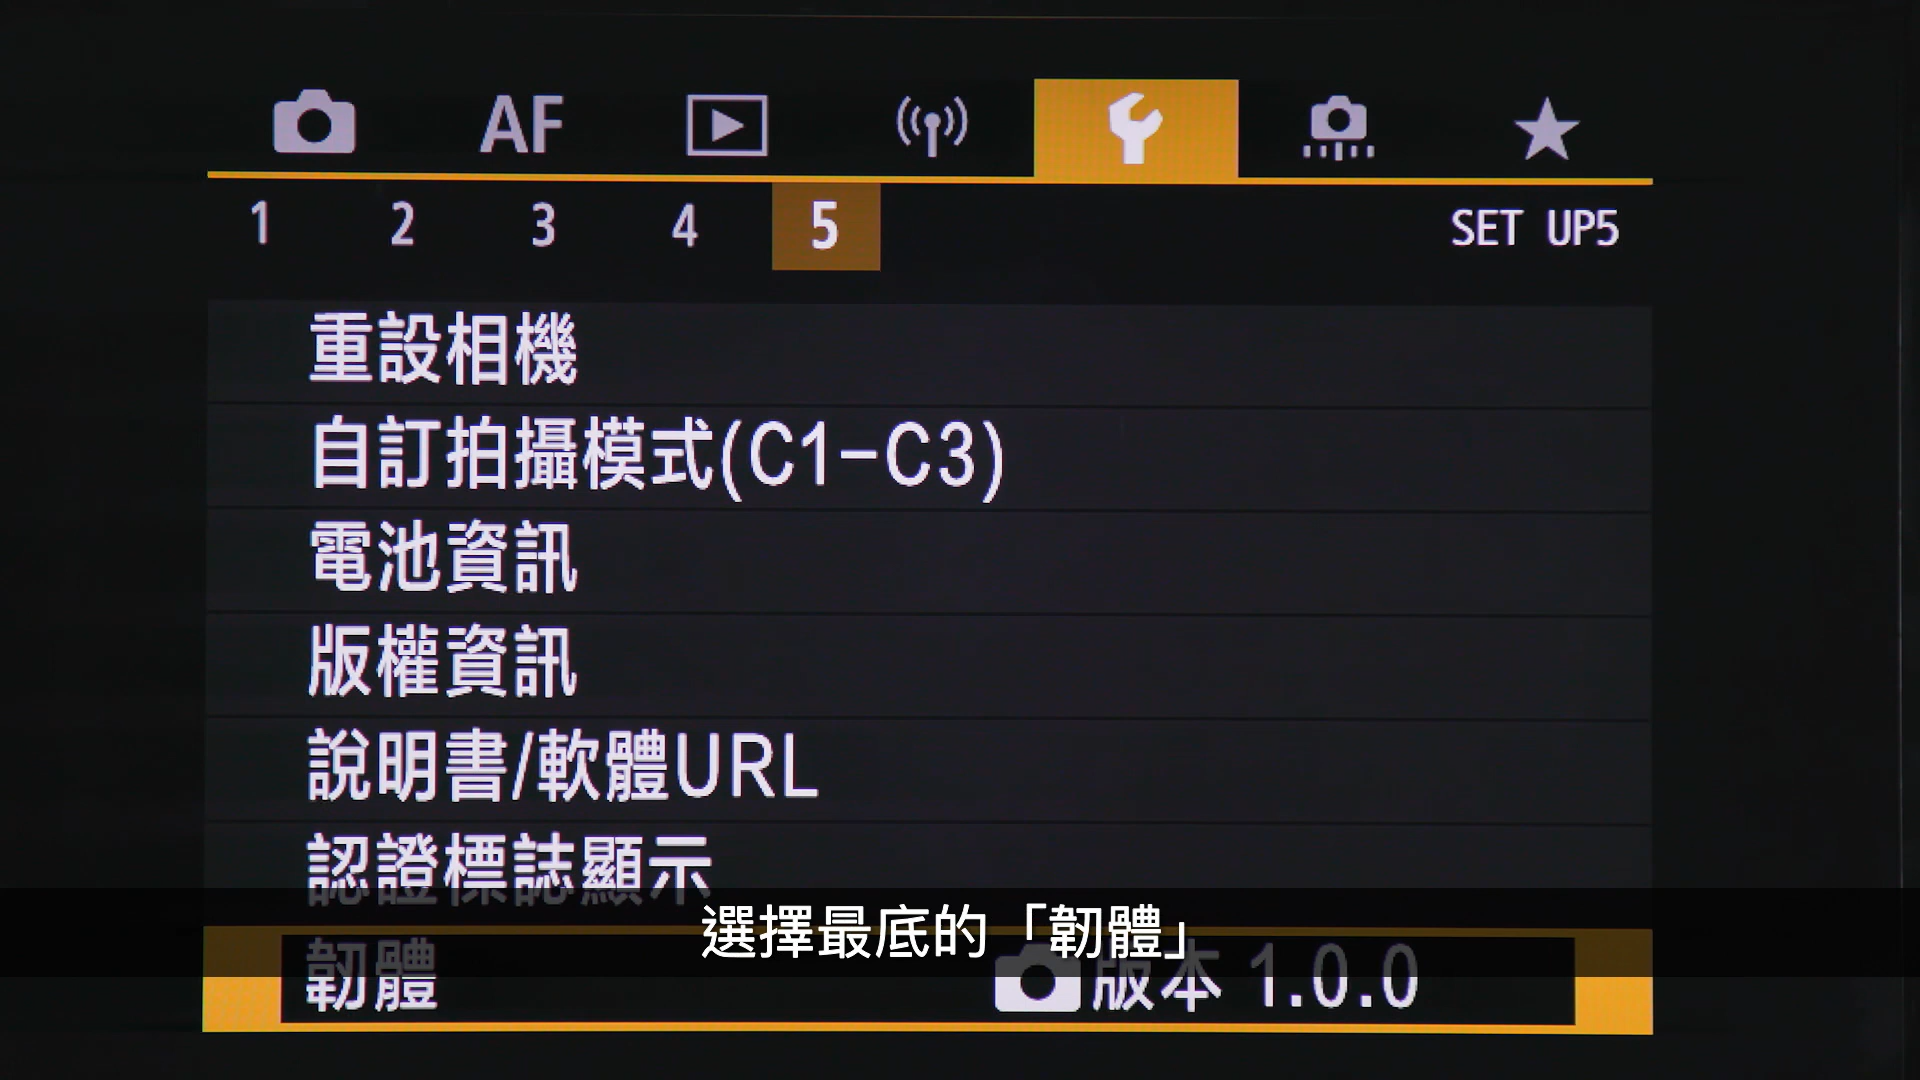 AF
1 2 3 4 5 SET UP5
重設相機
自訂拍攝模式(C1-C3)
電池資訊
版權資訊
說明書/軟體URL
認證標誌顯示
選擇最底的「韌體」
韌體 版本 1.0.0